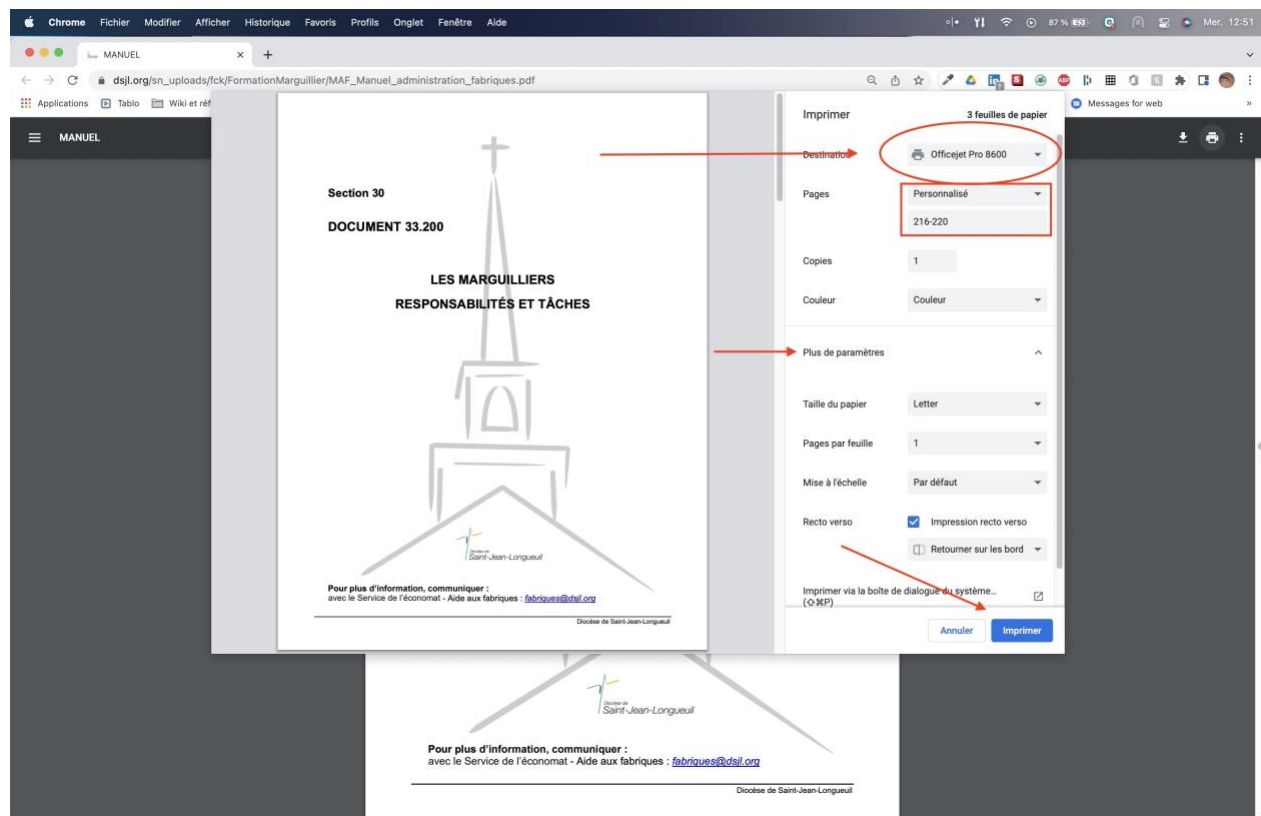 Chrome Fichier Modifier Afficher Historique Favoris Profils Onglet Fenêtre Aide 87 % Mer. 12:51
MANUEL
dsjl.org/sn_uploads/fck/FormationMarguillier/MAF_Manuel_administration_fabriques.pdf
Applications Tablo Wiki et réf Messages for web »
MANUEL
Section 30
DOCUMENT 33.200
LES MARGUILLIERS
RESPONSABILITÉS ET TÂCHES
Diocèse de
Saint-Jean-Longueuil
Pour plus d'information, communiquer :
avec le Service de l'économat - Aide aux fabriques : fabriques@dsjl.org
Diocèse de Saint-Jean-Longueuil
Imprimer 3 feuilles de papier
Destination Officejet Pro 8600
Pages Personnalisé
216-220
Copies 1
Couleur Couleur
Plus de paramètres
Taille du papier Letter
Pages par feuille 1
Mise à l'échelle Par défaut
Recto verso Impression recto verso
Retourner sur les bord
Imprimer via la boîte de dialogue du système...
(⇧⌘P)
Annuler Imprimer
Diocèse de
Saint-Jean-Longueuil
Pour plus d'information, communiquer :
avec le Service de l'économat - Aide aux fabriques : fabriques@dsjl.org
Diocèse de Saint-Jean-Longueuil